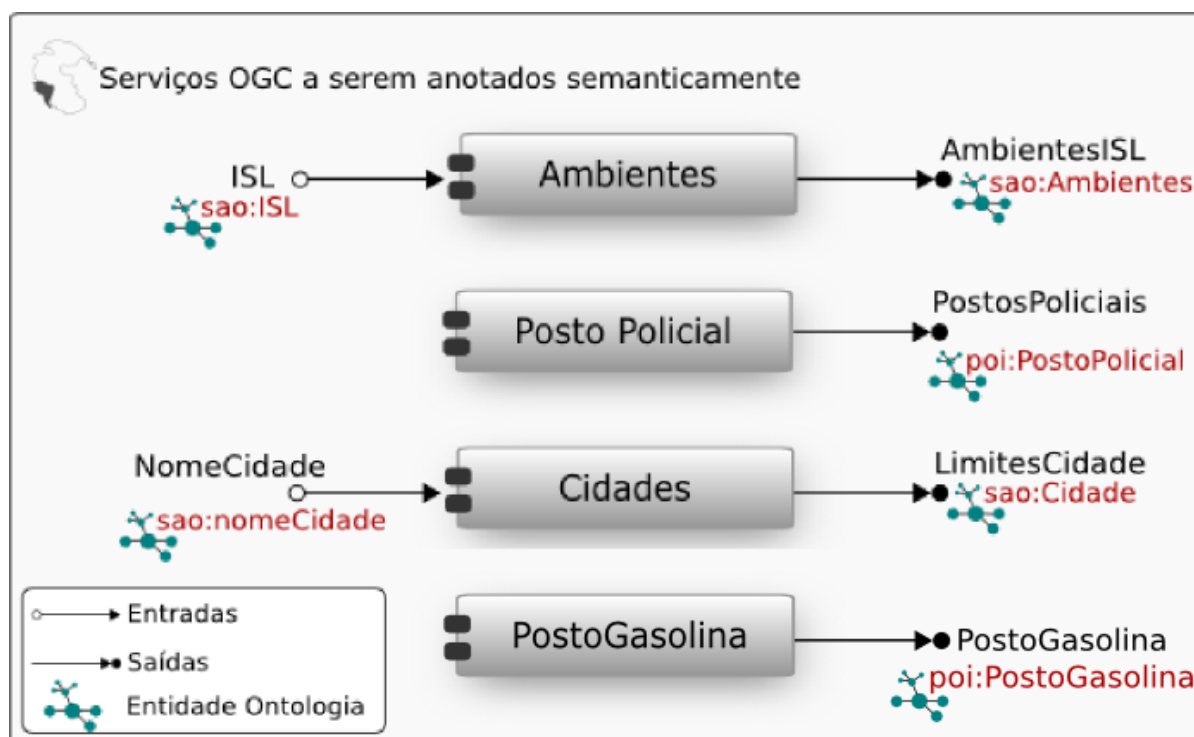 Serviços OGC a serem anotados semanticamente
ISL
sao:ISL
Ambientes
AmbientesISL
sao:Ambientes
Posto Policial
PostosPoliciais
poi:PostoPolicial
NomeCidade
sao:nomeCidade
Cidades
LimitesCidade
sao:Cidade
PostoGasolina
PostoGasolina
poi:PostoGasolina
Entradas
Saídas
Entidade Ontologia